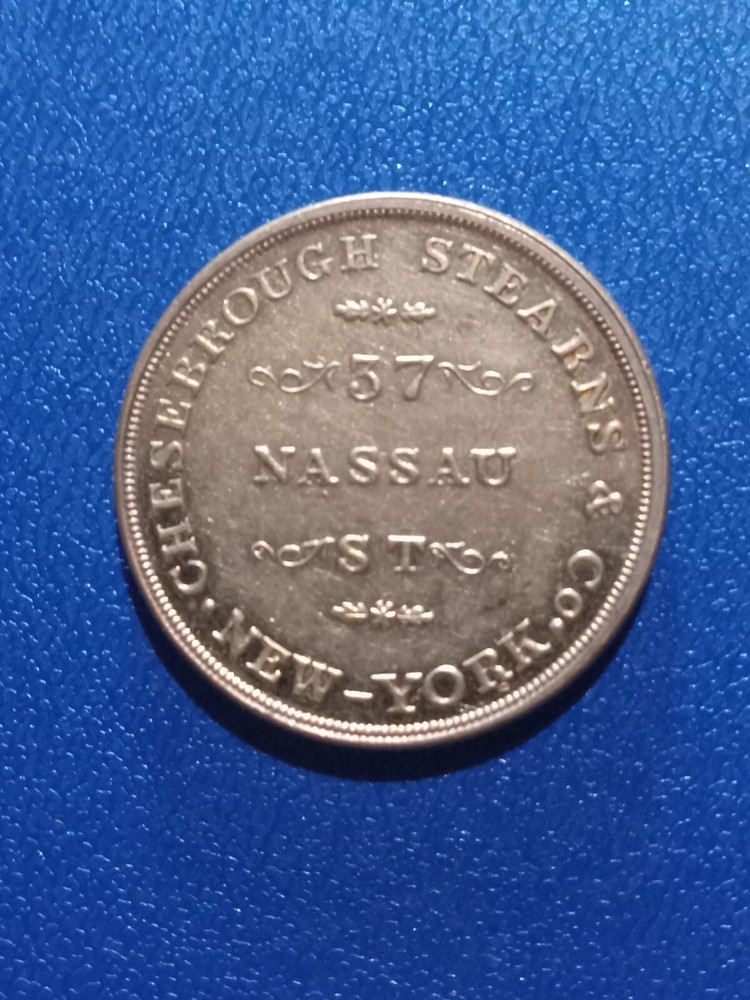 CHESEBROUGH STEARNS & Co
37
NASSAU
ST
· NEW-YORK ·